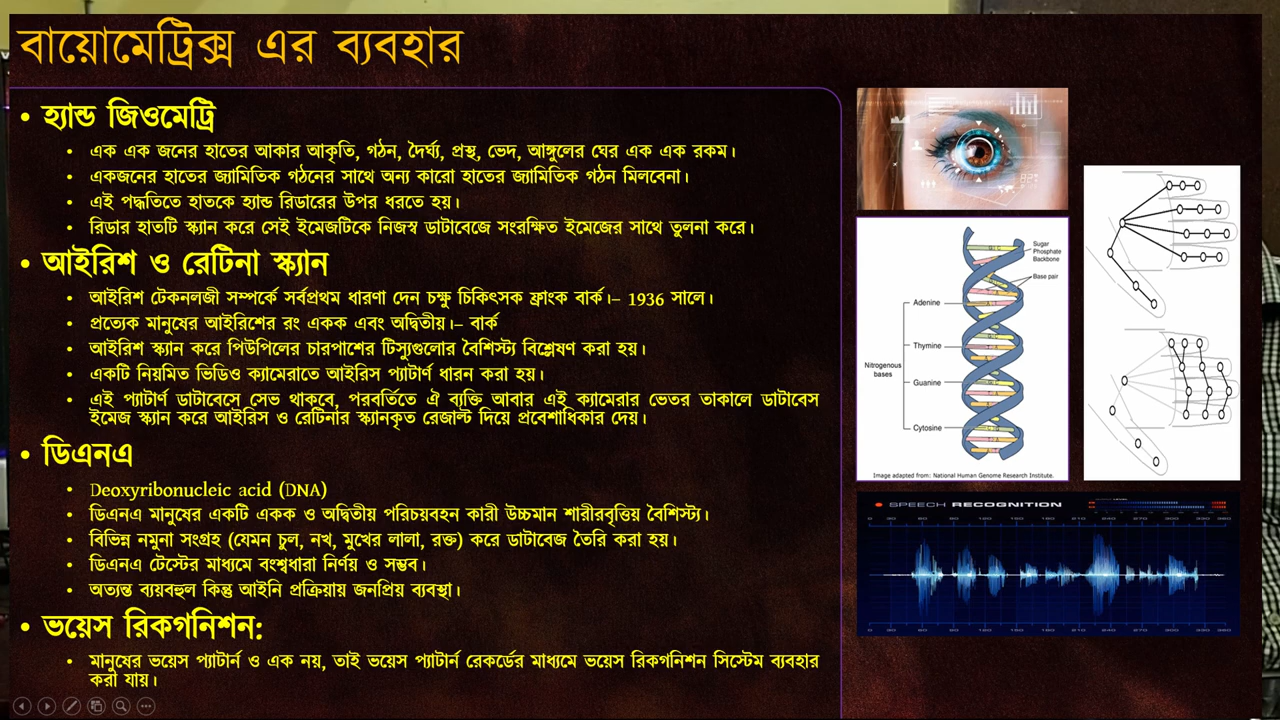 বায়োমেট্রিক্স এর ব্যবহার
• হ্যান্ড জিওমেট্রি
• এক এক জনের হাতের আকার আকৃতি, গঠন, দৈর্ঘ্য, প্রস্থ, ভেদ, আঙ্গুলের ঘের এক এক রকম।
• একজনের হাতের জ্যামিতিক গঠনের সাথে অন্য কারো হাতের জ্যামিতিক গঠন মিলবেনা।
• এই পদ্ধতিতে হাতকে হ্যান্ড রিডারের উপর ধরতে হয়।
• রিডার হাতটি স্ক্যান করে সেই ইমেজটিকে নিজস্ব ডাটাবেজে সংরক্ষিত ইমেজের সাথে তুলনা করে।
• আইরিশ ও রেটিনা স্ক্যান
• আইরিশ টেকনলজী সম্পর্কে সর্বপ্রথম ধারণা দেন চক্ষু চিকিৎসক ফ্রাংক বার্ক।– 1936 সালে।
• প্রত্যেক মানুষের আইরিশের রং একক এবং অদ্বিতীয়।– বার্ক
• আইরিশ স্ক্যান করে পিউপিলের চারপাশের টিস্যুগুলোর বৈশিস্ট্য বিশ্লেষণ করা হয়।
• একটি নিয়মিত ভিডিও ক্যামেরাতে আইরিস প্যাটার্ণ ধারন করা হয়।
• এই প্যাটার্ণ ডাটাবেসে সেভ থাকবে, পরবর্তিতে ঐ ব্যক্তি আবার এই ক্যামেরার ভেতর তাকালে ডাটাবেস
ইমেজ স্ক্যান করে আইরিস ও রেটিনার স্ক্যানকৃত রেজাল্ট দিয়ে প্রবেশাধিকার দেয়।
• ডিএনএ
• Deoxyribonucleic acid (DNA)
• ডিএনএ মানুষের একটি একক ও অদ্বিতীয় পরিচয়বহন কারী উচ্চমান শারীরবৃত্তিয় বৈশিস্ট্য।
• বিভিন্ন নমুনা সংগ্রহ (যেমন চুল, নখ, মুখের লালা, রক্ত) করে ডাটাবেজ তৈরি করা হয়।
• ডিএনএ টেস্টের মাধ্যমে বংশ্বধারা নির্ণয় ও সম্ভব।
• অত্যন্ত ব্যয়বহুল কিন্তু আইনি প্রক্রিয়ায় জনপ্রিয় ব্যবস্থা।
• ভয়েস রিকগনিশন:
• মানুষের ভয়েস প্যাটার্ন ও এক নয়, তাই ভয়েস প্যাটার্ন রেকর্ডের মাধ্যমে ভয়েস রিকগনিশন সিস্টেম ব্যবহার
করা যায়।
Sugar
Phosphate
Backbone
Base pair
Adenine
Thymine
Nitrogenous
bases
Guanine
Cytosine
Image adapted from: National Human Genome Research Institute.
SPEECH RECOGNITION